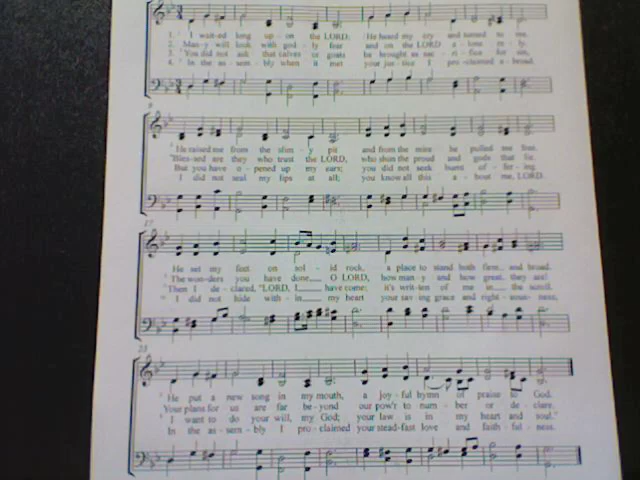 1. I wait-ed long up-on the LORD; He heard my cry and turned to me.
2. Man-y will look with god-ly fear and on the LORD a-lone re-ly.
3. You did not ask that calves or goats be brought as sac-ri-fice for sin,
4. In the as-sem-bly when it met your jus-tice I pro-claimed a-broad.
9
He raised me from the slim-y pit and from the mire he pulled me free.
Bless-ed are they who trust the LORD, who shun the proud and gods that lie.
But you have o-pened up my ears; you did not seek burnt of-fer-ing.
I did not seal my lips at all; you know all this a-bout me, LORD.
17
He set my feet on sol-id rock, a place to stand both firm and broad.
The won-ders you have done, O LORD, how man-y and how great they are!
Then I de-clared, "LORD, I have come; it's writ-ten of me in the scroll.
I did not hide with-in my heart your sav-ing grace and right-eous-ness,
25
He put a new song in my mouth, a joy-ful hymn of praise to God.
Your plans for us are far be-yond our pow'r to num-ber or de-clare.
I want to do your will, my God; your law is in my heart and soul."
In the as-sem-bly I pro-claimed your stead-fast love and faith-ful-ness.